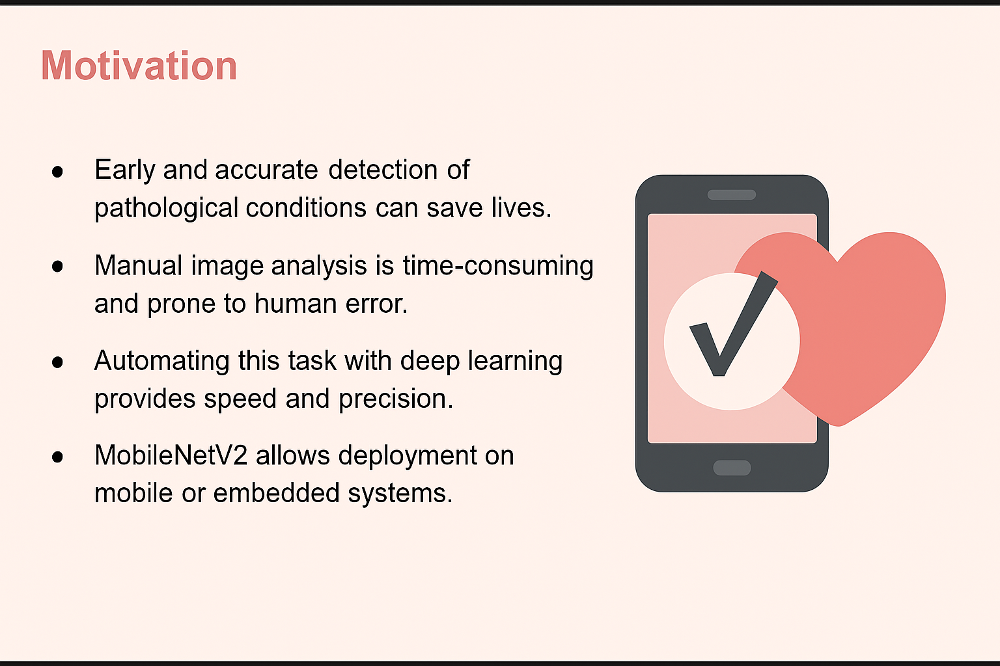 Motivation
● Early and accurate detection of
pathological conditions can save lives.
● Manual image analysis is time-consuming
and prone to human error.
● Automating this task with deep learning
provides speed and precision.
● MobileNetV2 allows deployment on
mobile or embedded systems.